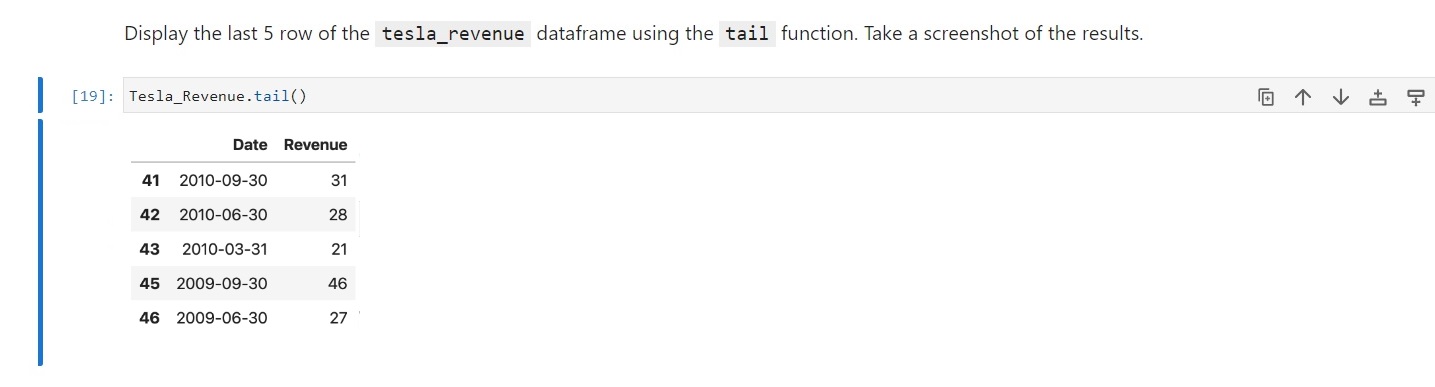 Display the last 5 row of the tesla_revenue dataframe using the tail function. Take a screenshot of the results.
[19]: Tesla_Revenue.tail()
Date Revenue
41 2010-09-30 31
42 2010-06-30 28
43 2010-03-31 21
45 2009-09-30 46
46 2009-06-30 27